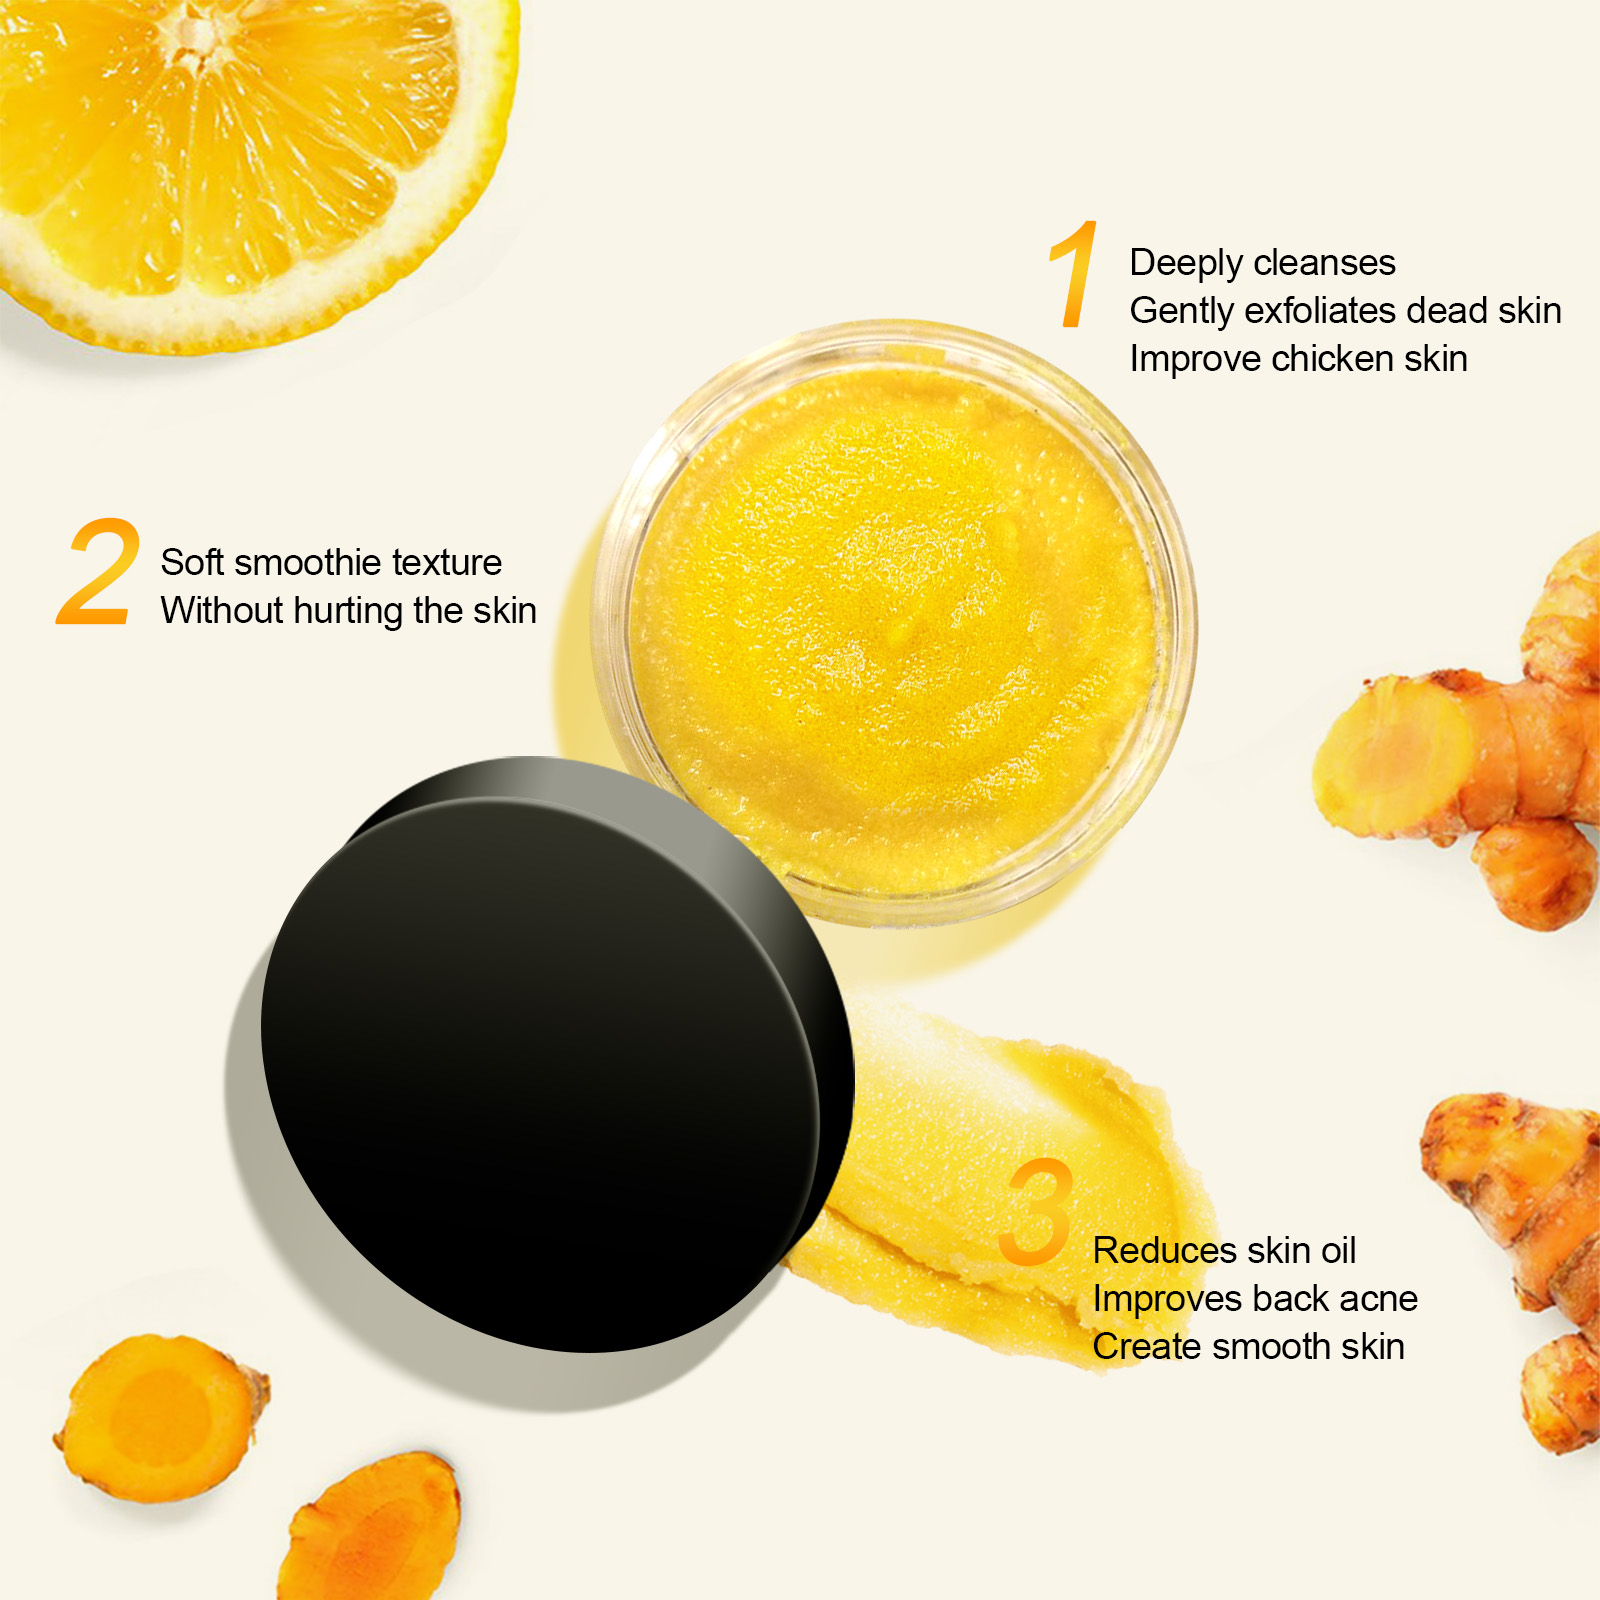 1
Deeply cleanses
Gently exfoliates dead skin
Improve chicken skin
2
Soft smoothie texture
Without hurting the skin
3
Reduces skin oil
Improves back acne
Create smooth skin